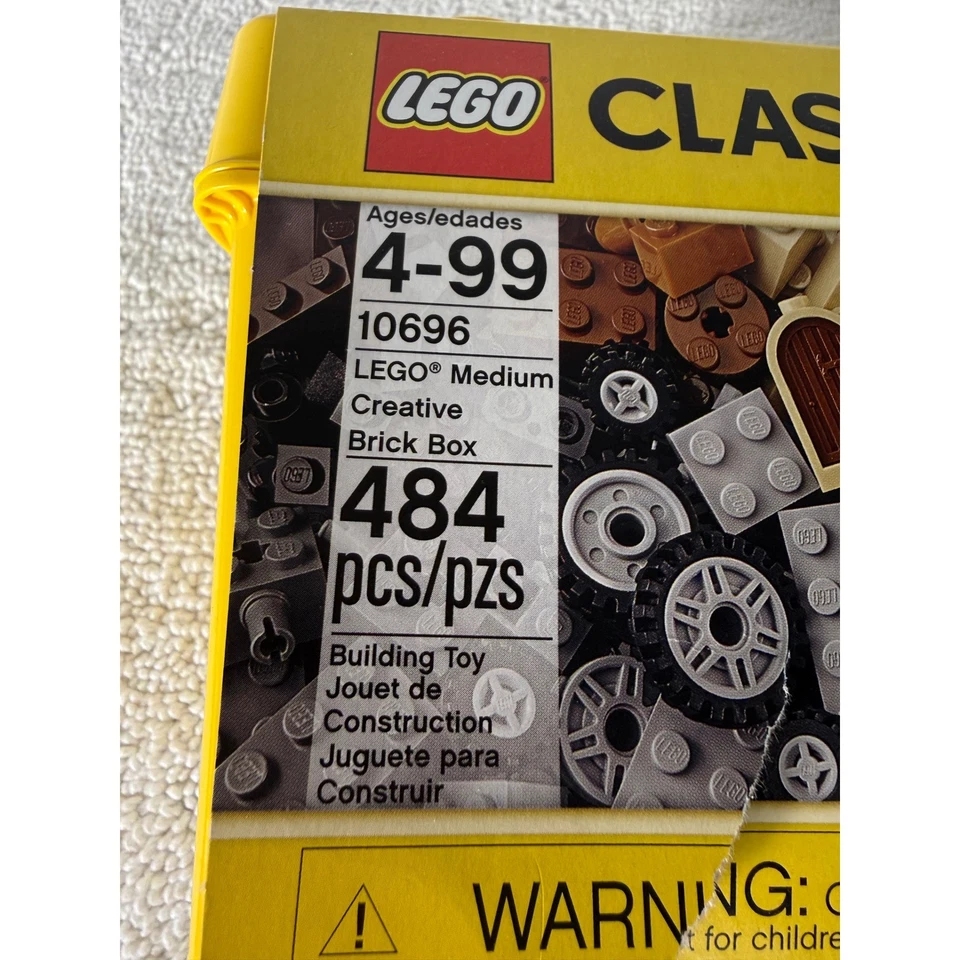 LEGO CLAS
Ages/edades
4-99
10696
LEGO® Medium
Creative
Brick Box
484
pcs/pzs
Building Toy
Jouet de
Construction
Juguete para
Construir
WARNING: C
t for childre